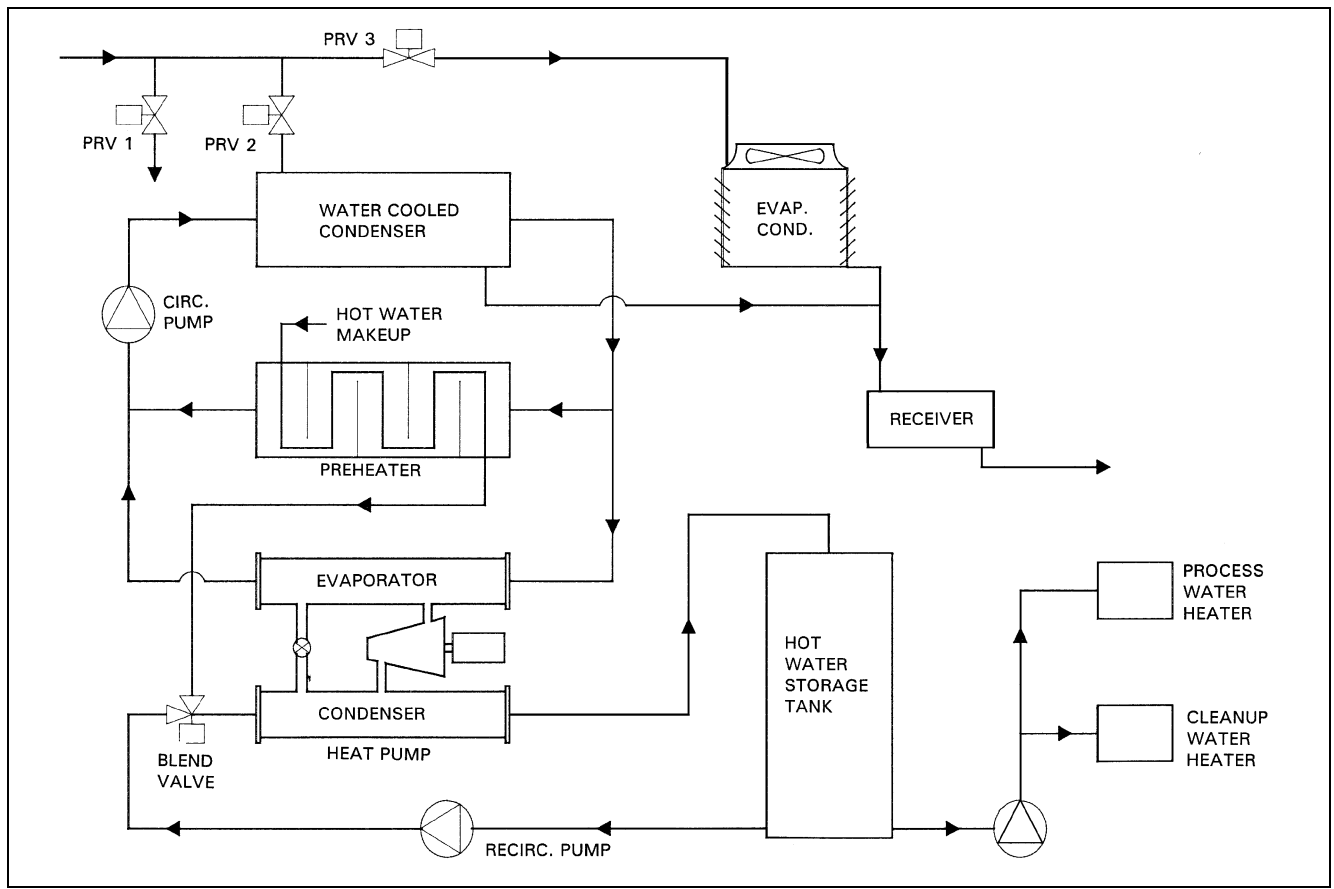 PRV 3
PRV 1
PRV 2
WATER COOLED
CONDENSER
EVAP.
COND.
CIRC.
PUMP
HOT WATER
MAKEUP
RECEIVER
PREHEATER
EVAPORATOR
PROCESS
WATER
HEATER
HOT
WATER
STORAGE
TANK
CONDENSER
HEAT PUMP
CLEANUP
WATER
HEATER
BLEND
VALVE
RECIRC. PUMP